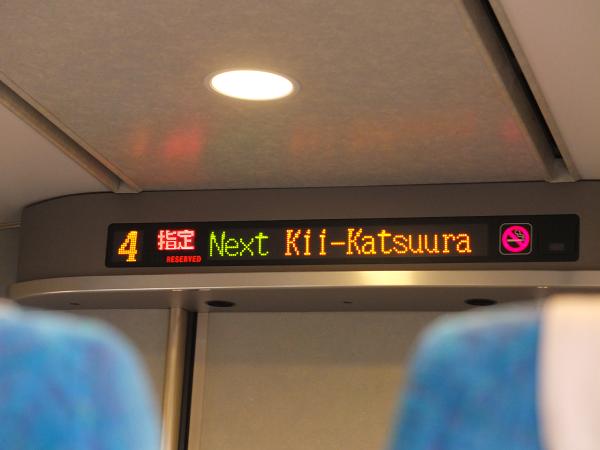 4 指定 RESERVED Next Kii-Katsuura